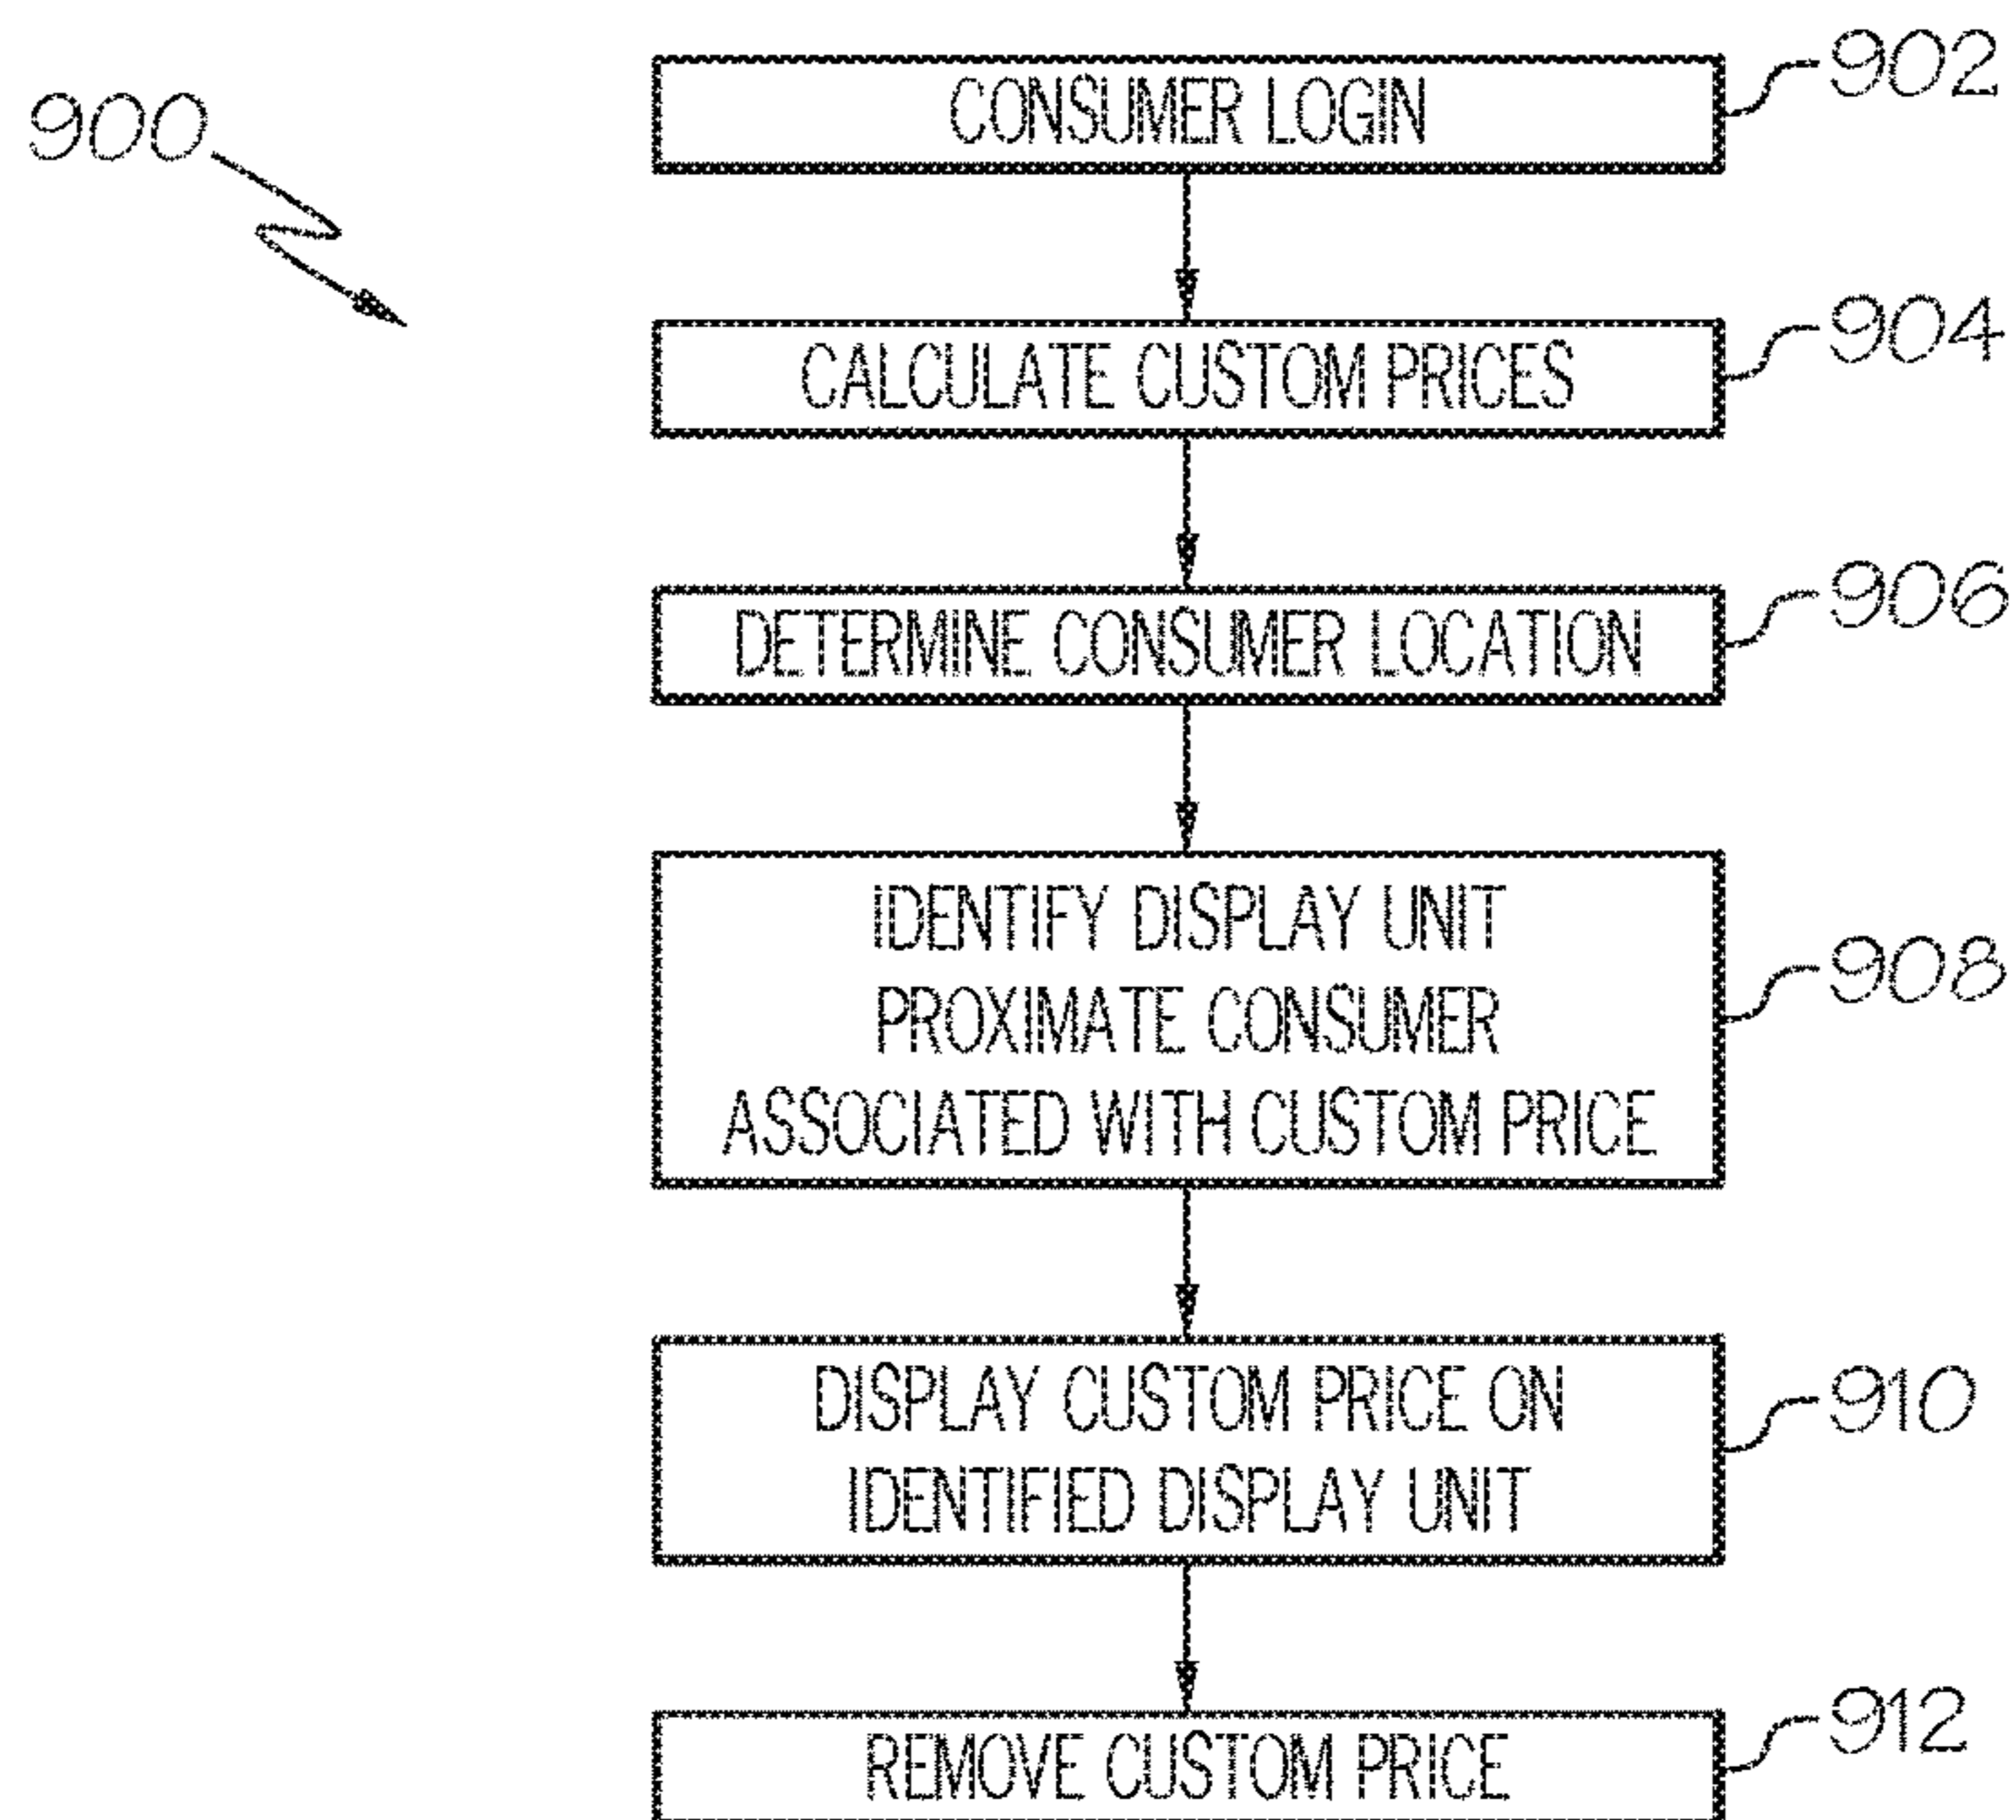 900
CONSUMER LOGIN
902
CALCULATE CUSTOM PRICES
904
DETERMINE CONSUMER LOCATION
906
IDENTIFY DISPLAY UNIT
PROXIMATE CONSUMER
ASSOCIATED WITH CUSTOM PRICE
908
DISPLAY CUSTOM PRICE ON
IDENTIFIED DISPLAY UNIT
910
REMOVE CUSTOM PRICE
912